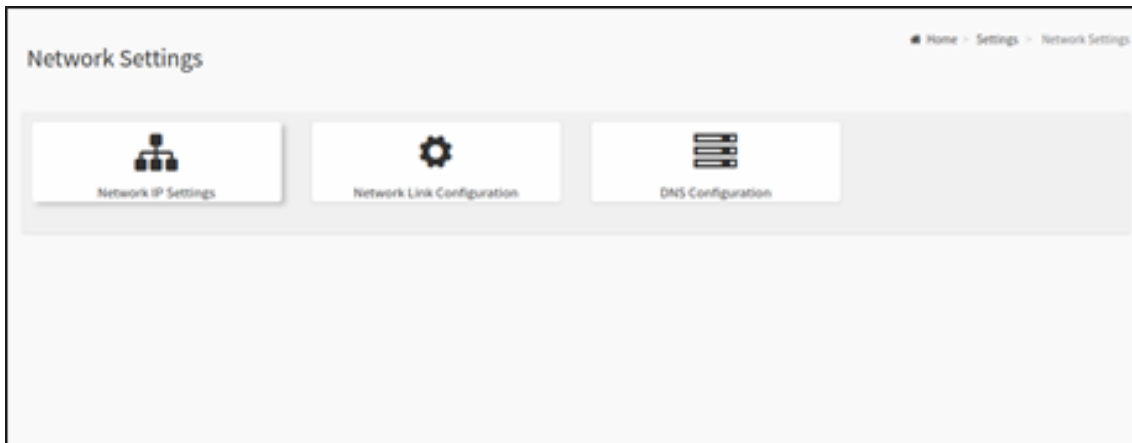 Home > Settings > Network Settings
Network Settings
Network IP Settings
Network Link Configuration
DNS Configuration